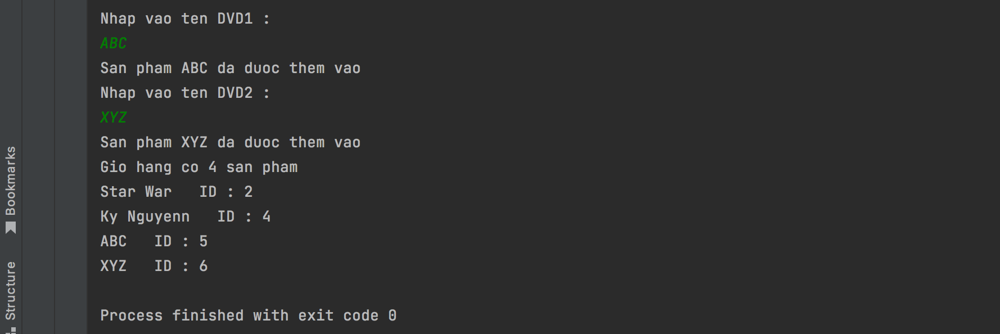 Nhap vao ten DVD1 :
ABC
San pham ABC da duoc them vao
Nhap vao ten DVD2 :
XYZ
San pham XYZ da duoc them vao
Gio hang co 4 san pham
Star War   ID : 2
Ky Nguyenn   ID : 4
ABC   ID : 5
XYZ   ID : 6
Process finished with exit code 0
Bookmarks
Structure